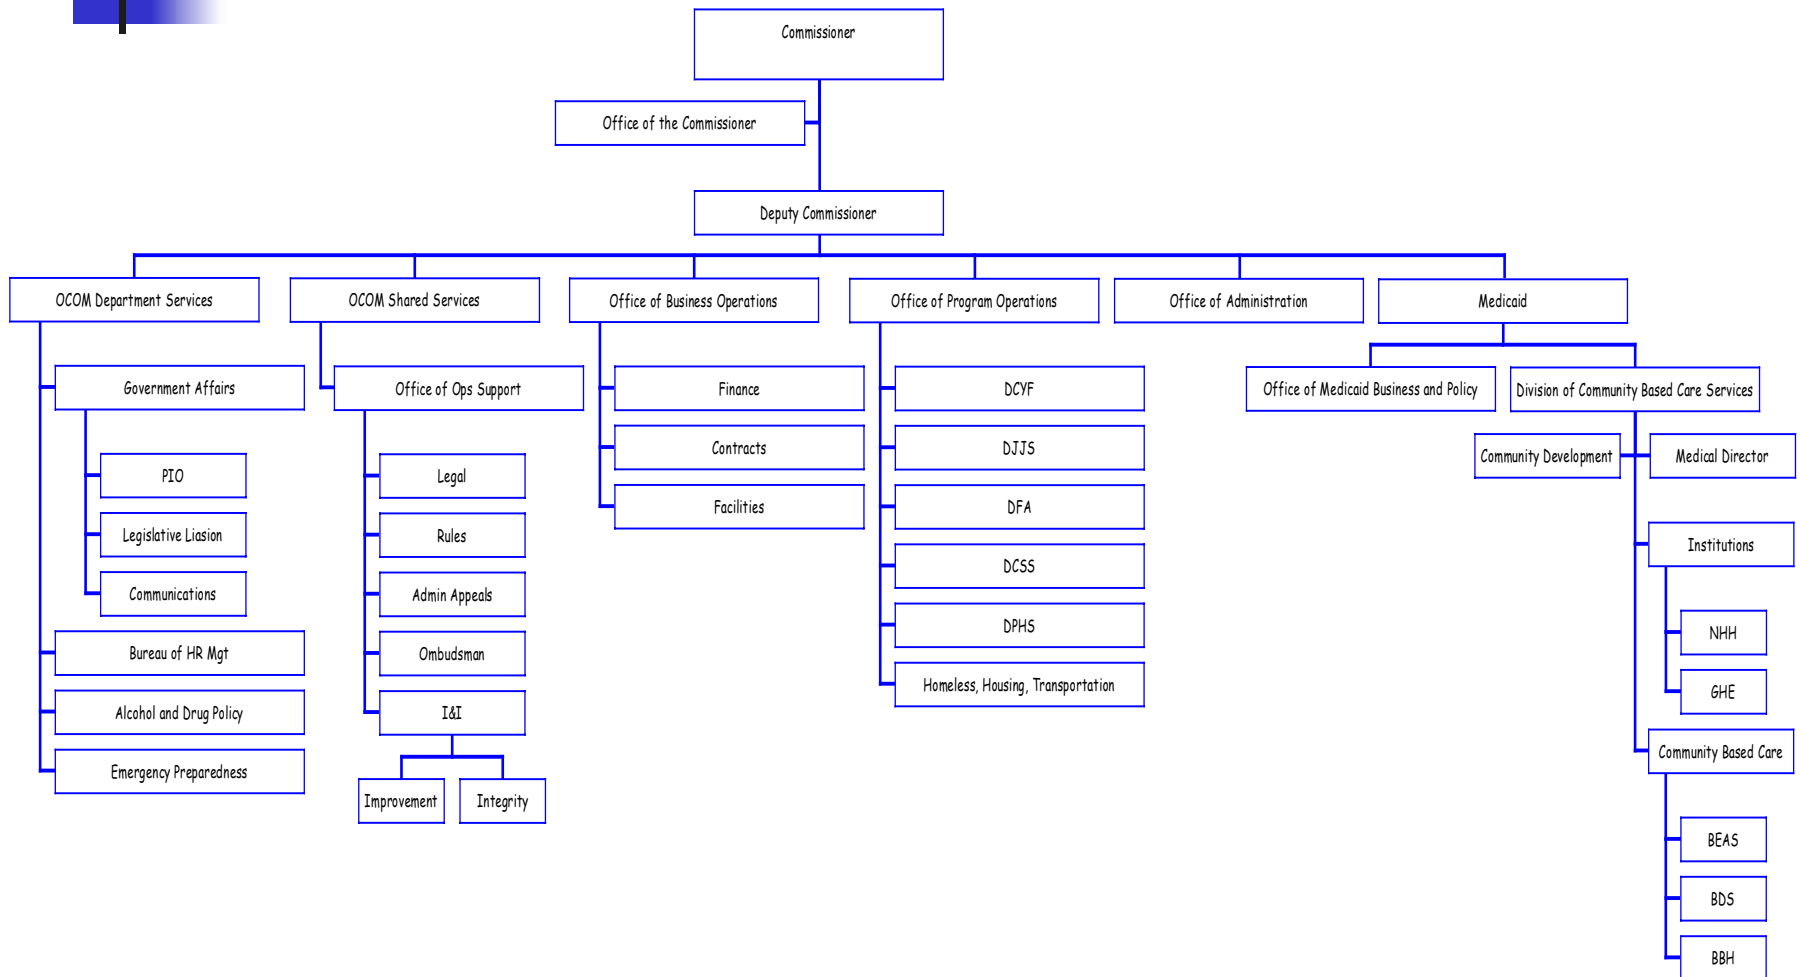 Commissioner
Office of the Commissioner
Deputy Commissioner
OCOM Department Services
OCOM Shared Services
Office of Business Operations
Office of Program Operations
Office of Administration
Medicaid
Government Affairs
Office of Ops Support
Finance
DCYF
Office of Medicaid Business and Policy
Division of Community Based Care Services
Contracts
DJJS
Community Development
Medical Director
PIO
Legal
Facilities
DFA
Legislative Liasion
Rules
Institutions
DCSS
Communications
Admin Appeals
DPHS
NHH
Bureau of HR Mgt
Ombudsman
Homeless, Housing, Transportation
GHE
Alcohol and Drug Policy
I&I
Community Based Care
Emergency Preparedness
Improvement
Integrity
BEAS
BDS
BBH